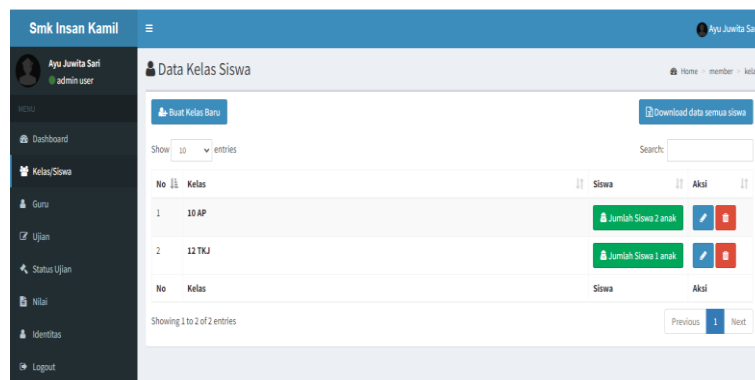 Smk Insan Kamil
Ayu Juwita Sar
Ayu Juwita Sari
admin user
Data Kelas Siswa
Home > member > kela
MENU
Buat Kelas Baru
Download data semua siswa
Dashboard
Show 10 entries
Search:
Kelas/Siswa
No Kelas Siswa Aksi
Guru
1 10 AP Jumlah Siswa 2 anak
Ujian
2 12 TKJ Jumlah Siswa 1 anak
Status Ujian
No Kelas Siswa Aksi
Nilai
Showing 1 to 2 of 2 entries
Previous 1 Next
Identitas
Logout